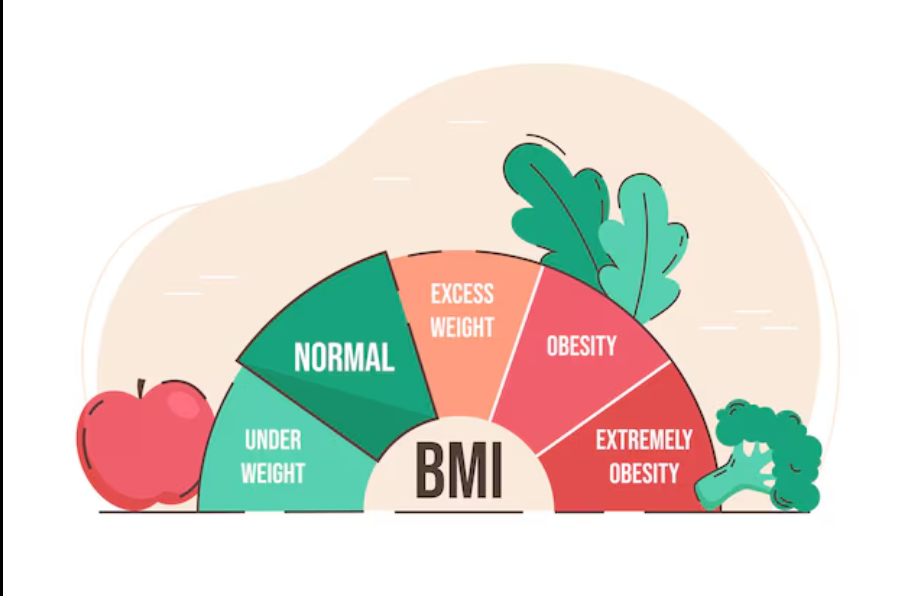 UNDER
WEIGHT
NORMAL
EXCESS
WEIGHT
OBESITY
EXTREMELY
OBESITY
BMI